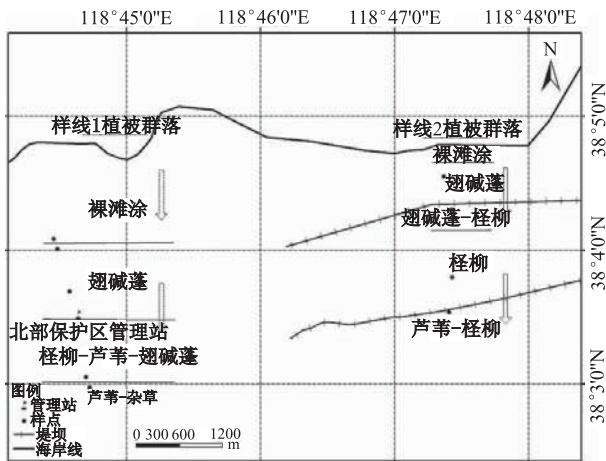 118°45'0"E 118°46'0"E 118°47'0"E 118°48'0"E
N
38°5'0"N
样线1植被群落
样线2植被群落
裸滩涂
翅碱蓬
裸滩涂
翅碱蓬-柽柳
38°4'0"N
柽柳
翅碱蓬
芦苇-柽柳
北部保护区管理站
柽柳-芦苇-翅碱蓬
38°3'0"N
芦苇-杂草
图例
管理站
样点
堤坝
海岸线
0 300 600 1200
m